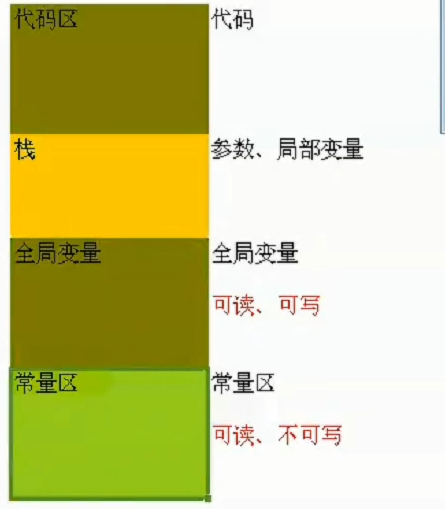 代码区 代码
栈 参数、局部变量
全局变量 全局变量
可读、可写
常量区 常量区
可读、不可写